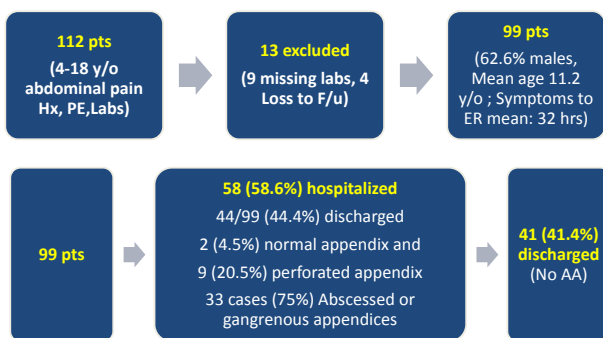 112 pts
(4-18 y/o
abdominal pain
Hx, PE,Labs)
13 excluded
(9 missing labs, 4
Loss to F/u)
99 pts
(62.6% males,
Mean age 11.2
y/o ; Symptoms to
ER mean: 32 hrs)
99 pts
58 (58.6%) hospitalized
44/99 (44.4%) discharged
2 (4.5%) normal appendix and
9 (20.5%) perforated appendix
33 cases (75%) Abscessed or
gangrenous appendices
41 (41.4%)
discharged
(No AA)